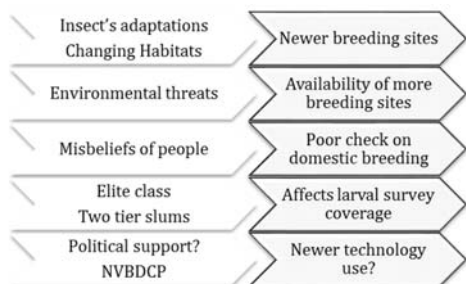 Insect's adaptations
Changing Habitats
Newer breeding sites
Environmental threats
Availability of more
breeding sites
Misbeliefs of people
Poor check on
domestic breeding
Elite class
Two tier slums
Affects larval survey
coverage
Political support?
NVBDCP
Newer technology
use?